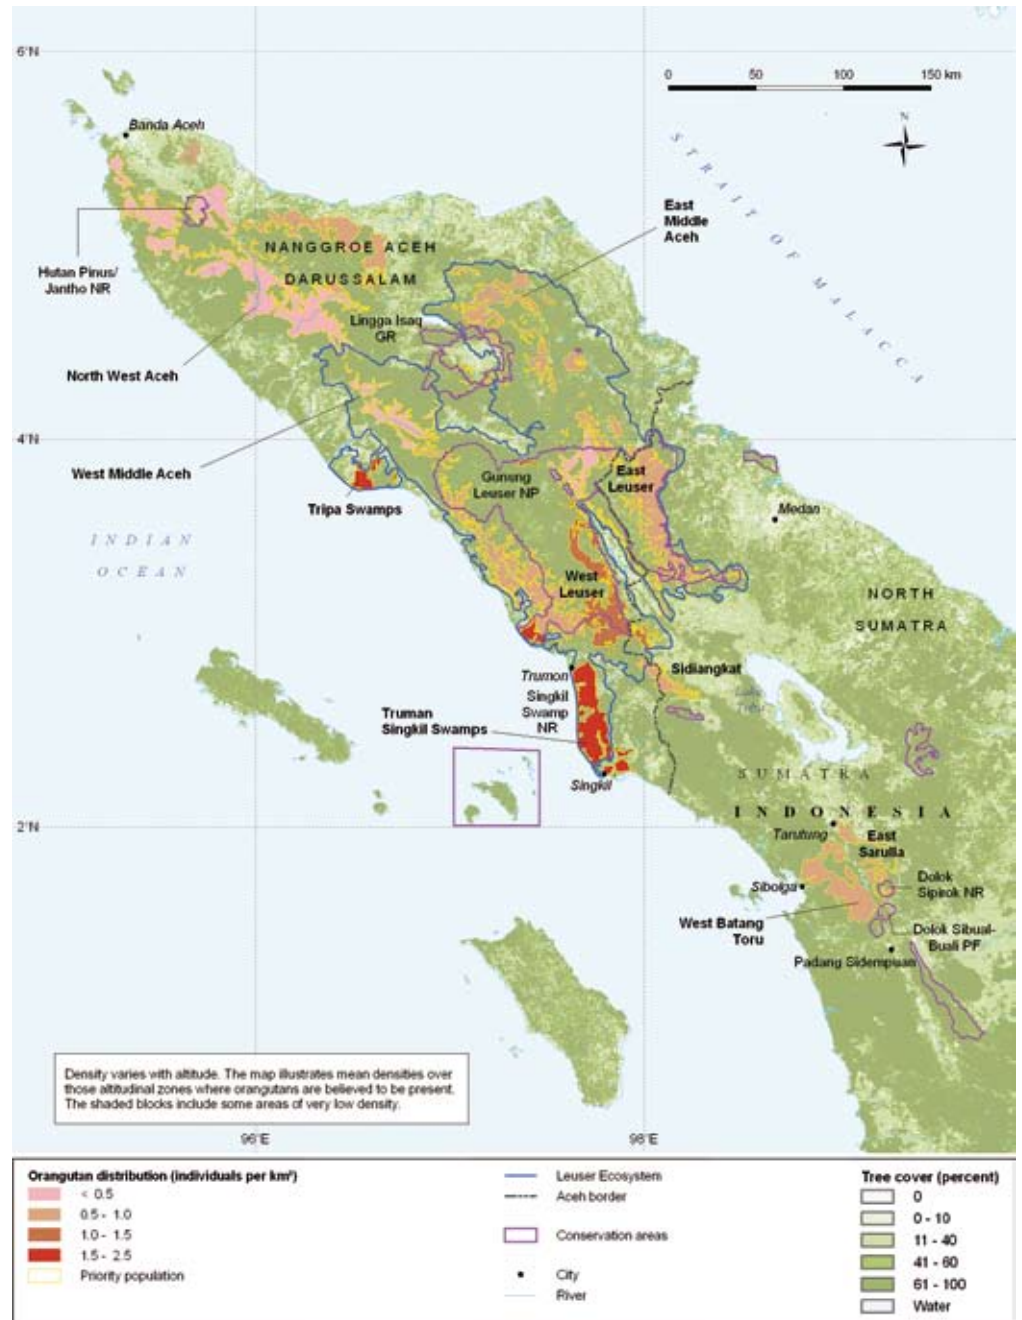 6°N
0 50 100 150 km
Banda Aceh
N
STRAIT OF MALACCA
East
Middle
Aceh
NANGGROE ACEH
DARUSSALAM
Hutan Pinus/
Jantho NR
Lingga Isaq
GR
North West Aceh
4°N
West Middle Aceh
Gunung
Leuser NP
East
Leuser
Tripa Swamps
Medan
INDIAN
OCEAN
West
Leuser
NORTH
SUMATRA
Trumon
Sidiangkat
Singkil
Swamp
NR
Lake
Toba
Truman
Singkil Swamps
Singkil
SUMATRA
INDONESIA
2°N
Tarutung
East
Sarulla
Sibolga
Dolok
Sipirok NR
West Batang
Toru
Dolok Sibual-
Buali PF
Padang Sidempuan
Density varies with altitude. The map illustrates mean densities over
those altitudinal zones where orangutans are believed to be present.
The shaded blocks include some areas of very low density.
96°E
98°E
Orangutan distribution (individuals per km²)
< 0.5
0.5 - 1.0
1.0 - 1.5
1.5 - 2.5
Priority population
Leuser Ecosystem
Aceh border
Conservation areas
City
River
Tree cover (percent)
0
0 - 10
11 - 40
41 - 60
61 - 100
Water